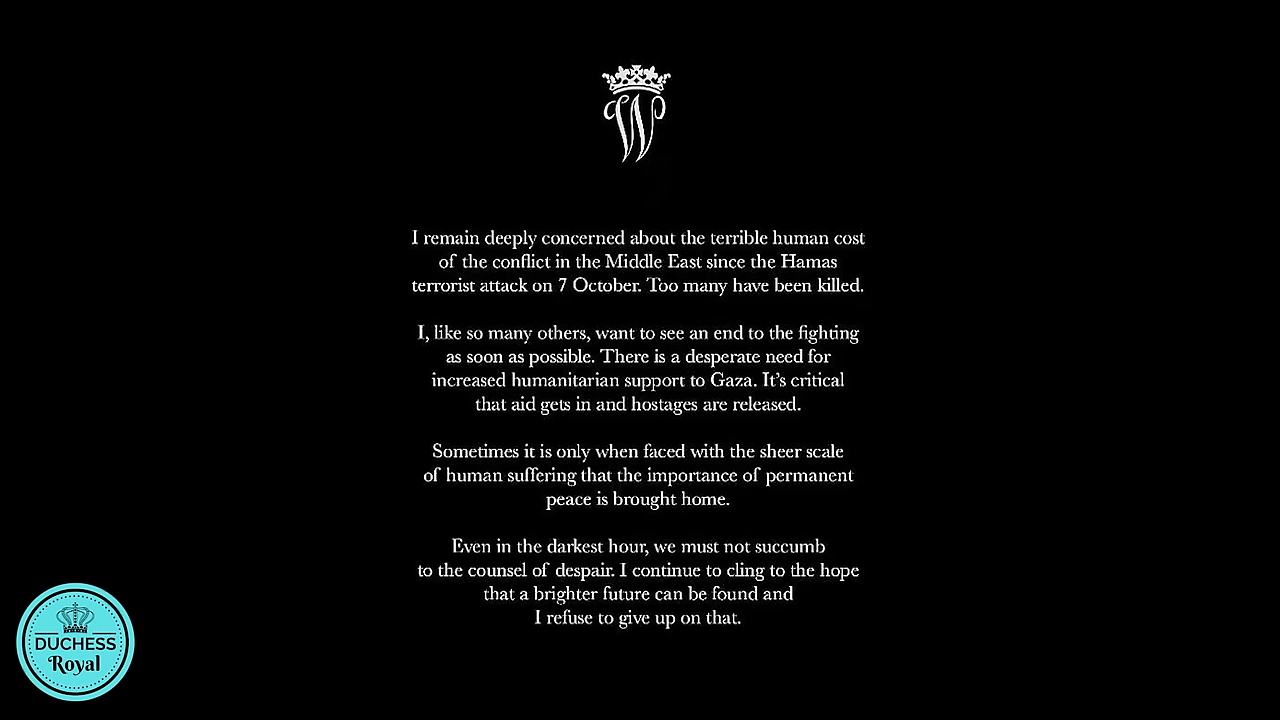 W
I remain deeply concerned about the terrible human cost
of the conflict in the Middle East since the Hamas
terrorist attack on 7 October. Too many have been killed.
I, like so many others, want to see an end to the fighting
as soon as possible. There is a desperate need for
increased humanitarian support to Gaza. It's critical
that aid gets in and hostages are released.
Sometimes it is only when faced with the sheer scale
of human suffering that the importance of permanent
peace is brought home.
Even in the darkest hour, we must not succumb
to the counsel of despair. I continue to cling to the hope
that a brighter future can be found and
I refuse to give up on that.
DUCHESS
Royal